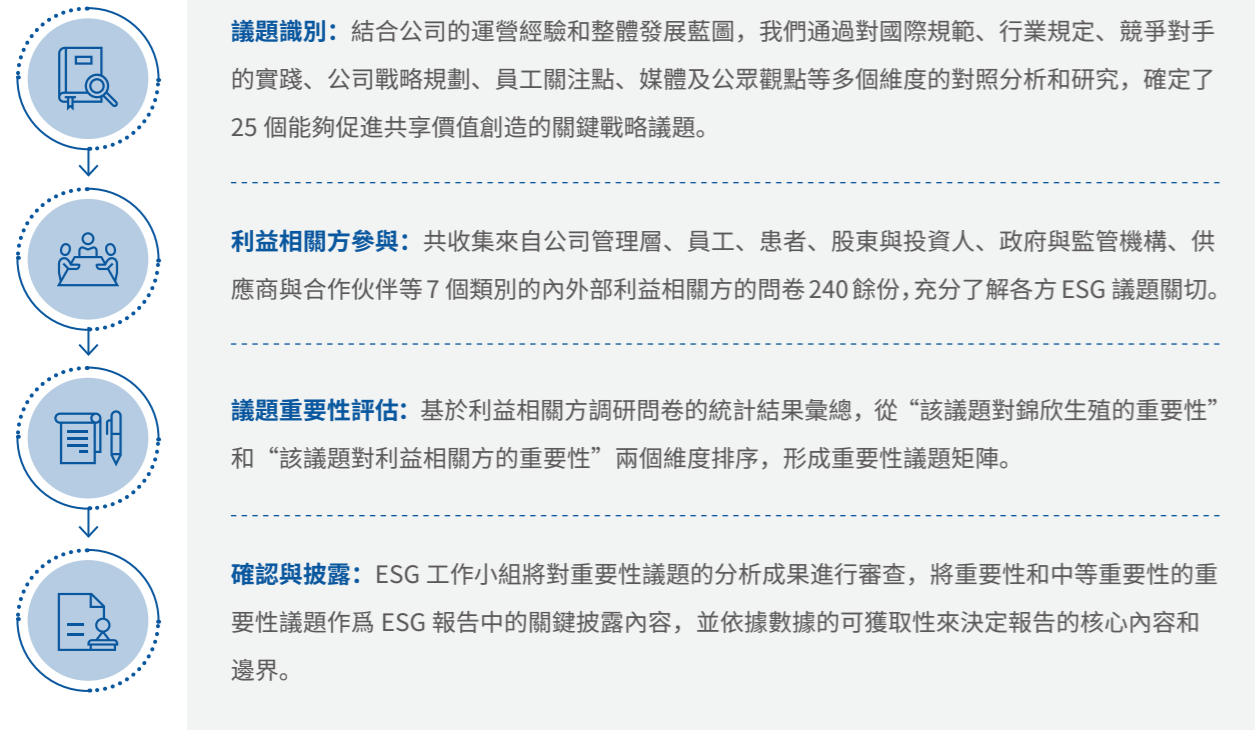 議題識別：結合公司的運營經驗和整體發展藍圖，我們通過對國際規範、行業規定、競爭對手
的實踐、公司戰略規劃、員工關注點、媒體及公眾觀點等多個維度的對照分析和研究，確定了
25 個能夠促進共享價值創造的關鍵戰略議題。
利益相關方參與：共收集來自公司管理層、員工、患者、股東與投資人、政府與監管機構、供
應商與合作伙伴等 7 個類別的內外部利益相關方的問卷 240 餘份，充分了解各方 ESG 議題關切。
議題重要性評估：基於利益相關方調研問卷的統計結果彙總，從“該議題對錦欣生殖的重要性”
和“該議題對利益相關方的重要性”兩個維度排序，形成重要性議題矩陣。
確認與披露：ESG 工作小組將對重要性議題的分析成果進行審查，將重要性和中等重要性的重
要性議題作爲 ESG 報告中的關鍵披露內容，並依據數據的可獲取性來決定報告的核心內容和
邊界。